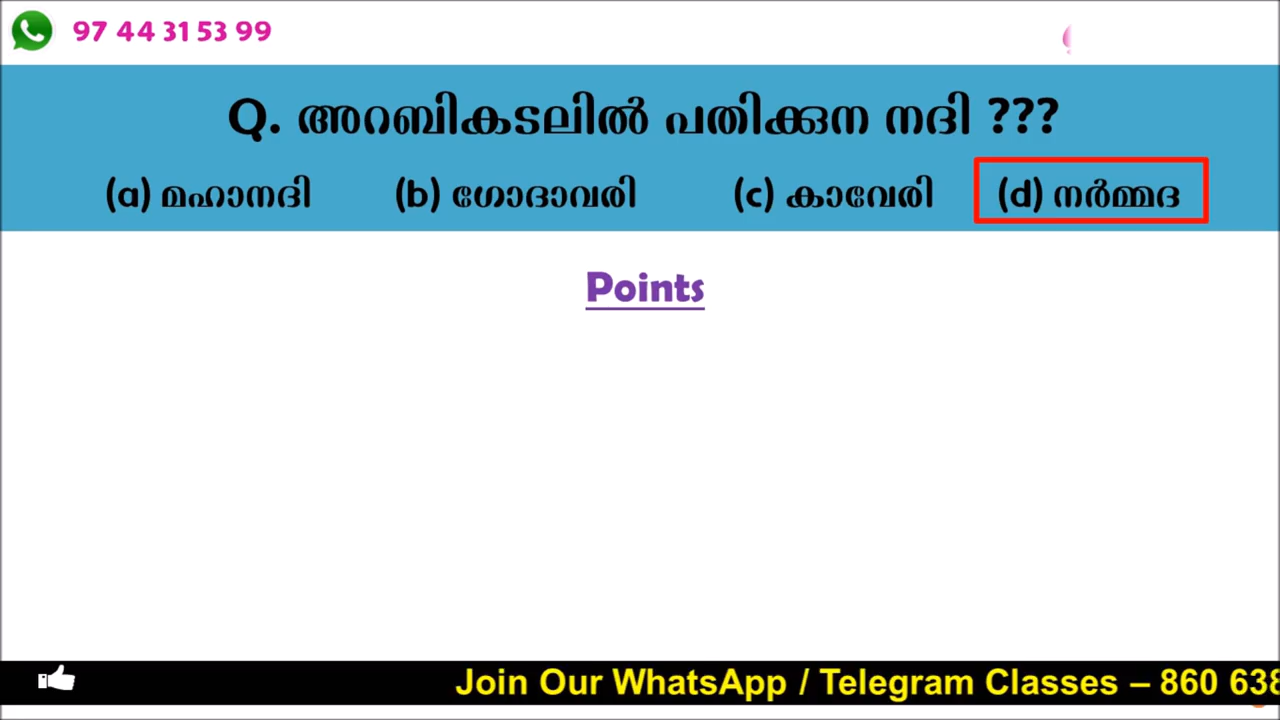 97 44 31 53 99
Q. അറബികടലിൽ പതിക്കുന നദി ???
(a) മഹാനദി (b) ഗോദാവരി (c) കാവേരി (d) നർമ്മദ
Points
Join Our WhatsApp / Telegram Classes – 860 638